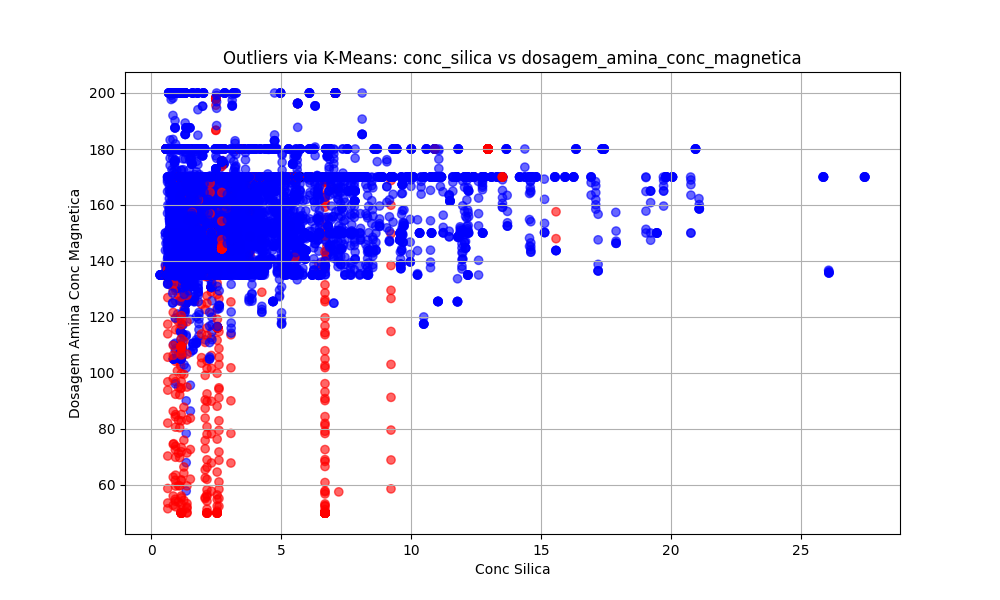 Outliers via K-Means: conc_silica vs dosagem_amina_conc_magnetica
Dosagem Amina Conc Magnetica
200
180
160
140
120
100
80
60
0 5 10 15 20 25
Conc Silica